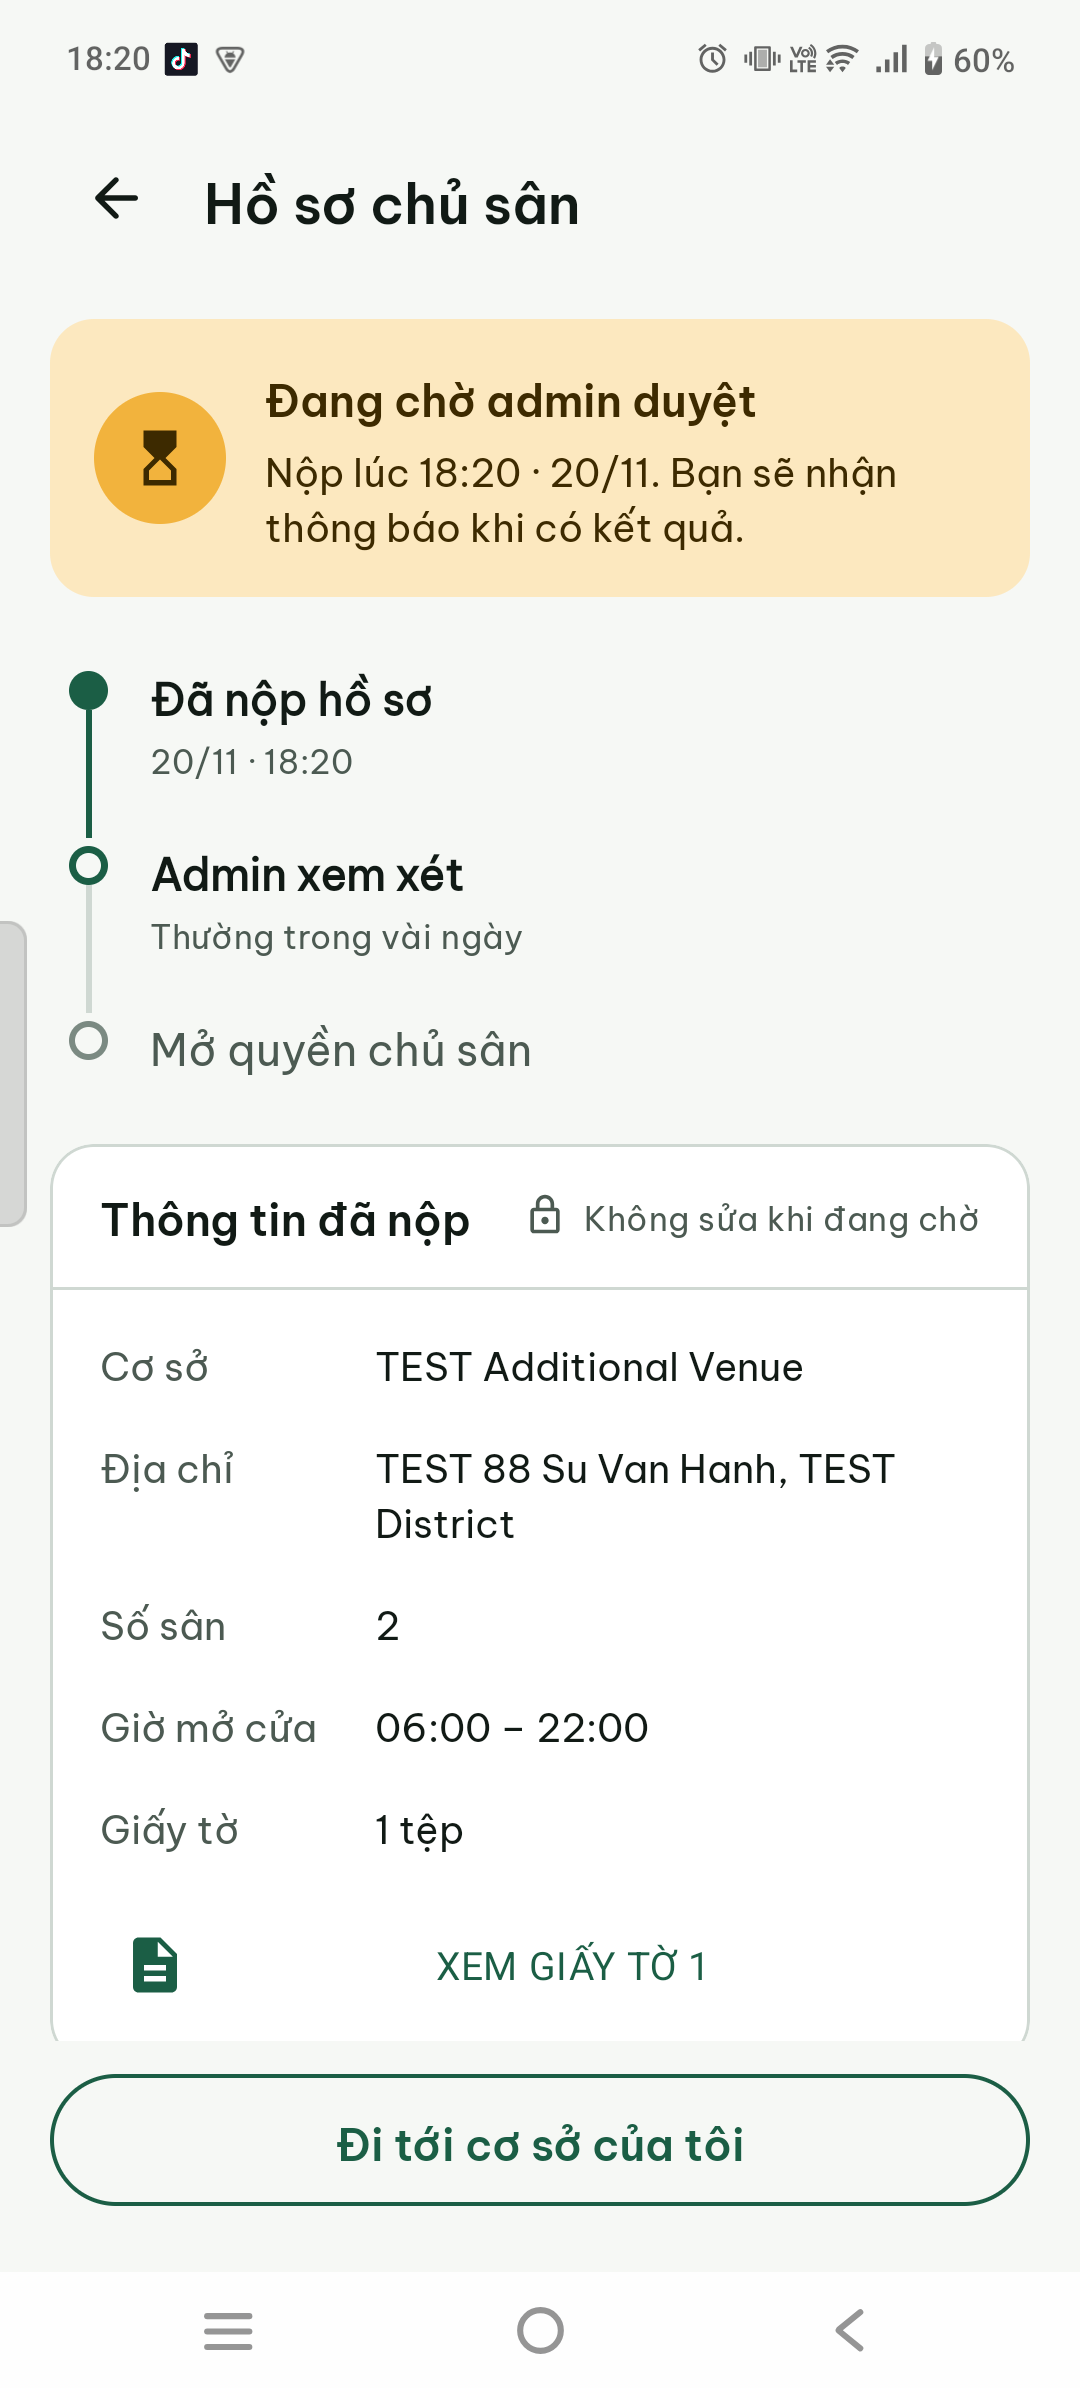 18:20
VoLTE
60%
Hồ sơ chủ sân
Đang chờ admin duyệt
Nộp lúc 18:20 · 20/11. Bạn sẽ nhận
thông báo khi có kết quả.
Đã nộp hồ sơ
20/11 · 18:20
Admin xem xét
Thường trong vài ngày
Mở quyền chủ sân
Thông tin đã nộp
Không sửa khi đang chờ
Cơ sở
TEST Additional Venue
Địa chỉ
TEST 88 Su Van Hanh, TEST
District
Số sân
2
Giờ mở cửa
06:00 – 22:00
Giấy tờ
1 tệp
XEM GIẤY TỜ 1
Đi tới cơ sở của tôi